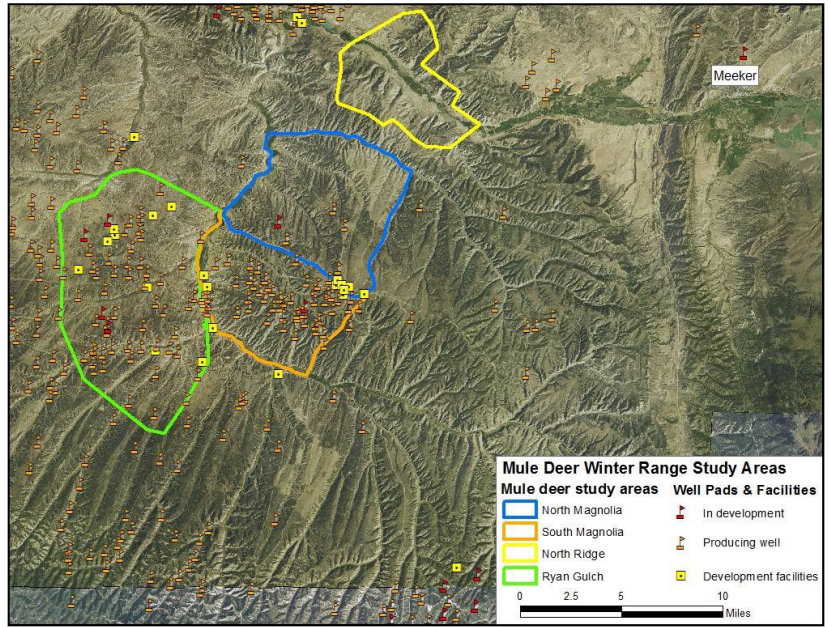 Meeker
Mule Deer Winter Range Study Areas
Mule deer study areas
North Magnolia
South Magnolia
North Ridge
Ryan Gulch
Well Pads & Facilities
In development
Producing well
Development facilities
0 2.5 5 10
Miles